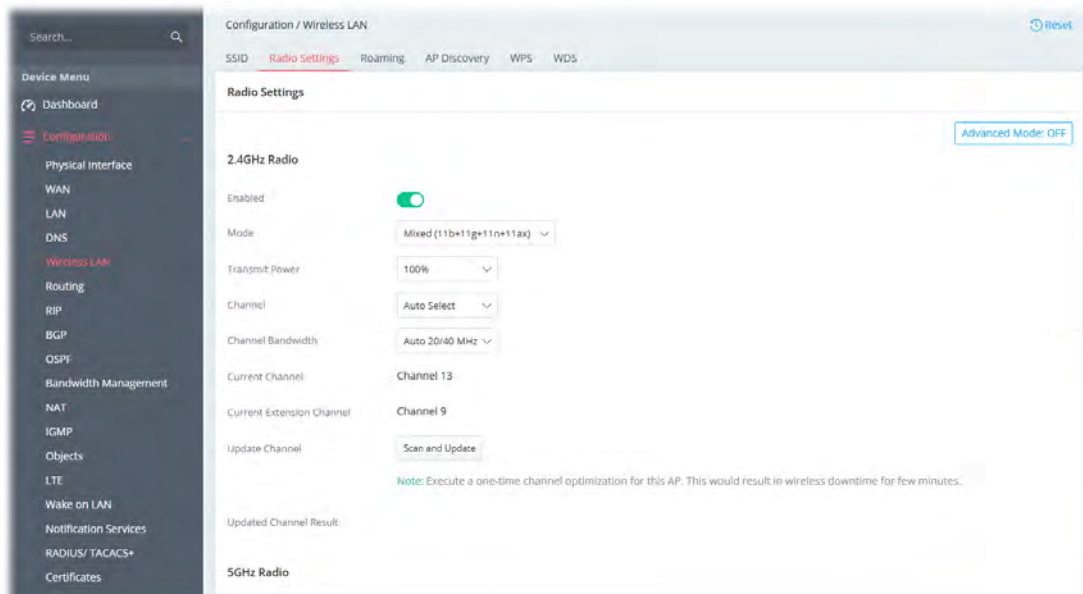 Search...
Device Menu
Dashboard
Configuration
Physical Interface
WAN
LAN
DNS
Wireless LAN
Routing
RIP
BGP
OSPF
Bandwidth Management
NAT
IGMP
Objects
LTE
Wake on LAN
Notification Services
RADIUS/ TACACS+
Certificates
Configuration / Wireless LAN
Reset
SSID Radio Settings Roaming AP Discovery WPS WDS
Radio Settings
Advanced Mode: OFF
2.4GHz Radio
Enabled
Mode Mixed (11b+11g+11n+11ax)
Transmit Power 100%
Channel Auto Select
Channel Bandwidth Auto 20/40 MHz
Current Channel Channel 13
Current Extension Channel Channel 9
Update Channel Scan and Update
Note: Execute a one-time channel optimization for this AP. This would result in wireless downtime for few minutes.
Updated Channel Result
5GHz Radio